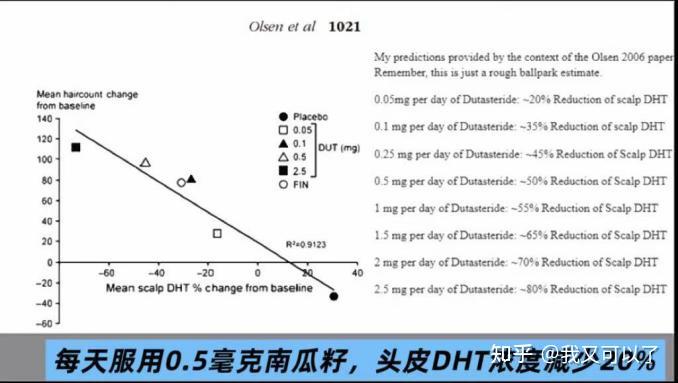 Olsen et al 1021
My predictions provided by the context of the Olsen 2006 paper
Remember, this is just a rough ballpark estimate.
0.05mg per day of Dutasteride: ~20% Reduction of scalp DHT
0.1 mg per day of Dutasteride: ~35% Reduction of scalp DHT
0.25 mg per day of Dutasteride: ~45% Reduction of Scalp DHT
0.5 mg per day of Dutasteride: ~50% Reduction of Scalp DHT
1 mg per day of Dutasteride: ~55% Reduction of Scalp DHT
1.5 mg per day of Dutasteride: ~65% Reduction of Scalp DHT
2 mg per day of Dutasteride: ~70% Reduction of Scalp DHT
2.5 mg per day of Dutasteride: ~80% Reduction of Scalp DHT
Mean haircount change
from baseline
140
120
100
80
60
40
20
0
−20
−40
−60
Placebo
0.05
0.1
0.5
2.5
DUT (mg)
FIN
R²=0.9123
−60 −40 −20 0 20 40
Mean scalp DHT % change from baseline
每天服用0.5毫克南瓜籽，头皮DHT浓度减少20%
知乎 @我又可以了